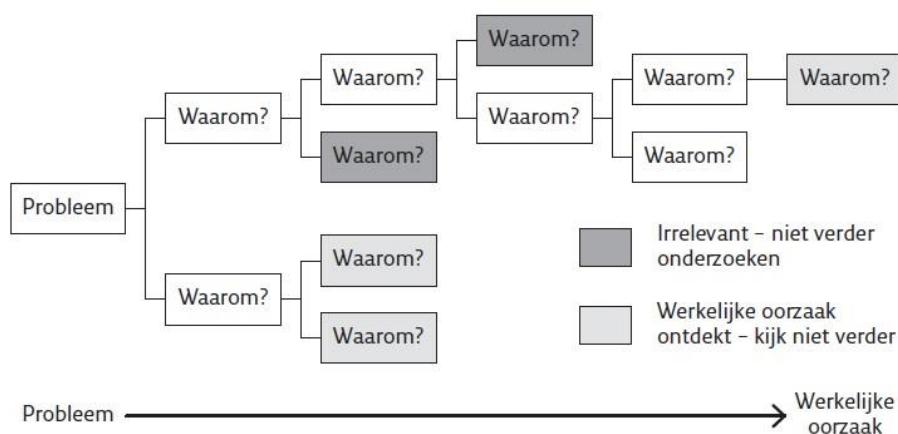 Waarom?
Waarom?
Waarom?
Waarom?
Waarom?
Waarom?
Waarom?
Waarom?
Probleem
Irrelevant – niet verder
onderzoeken
Waarom?
Waarom?
Werkelijke oorzaak
ontdekt – kijk niet verder
Waarom?
Probleem
Werkelijke
oorzaak